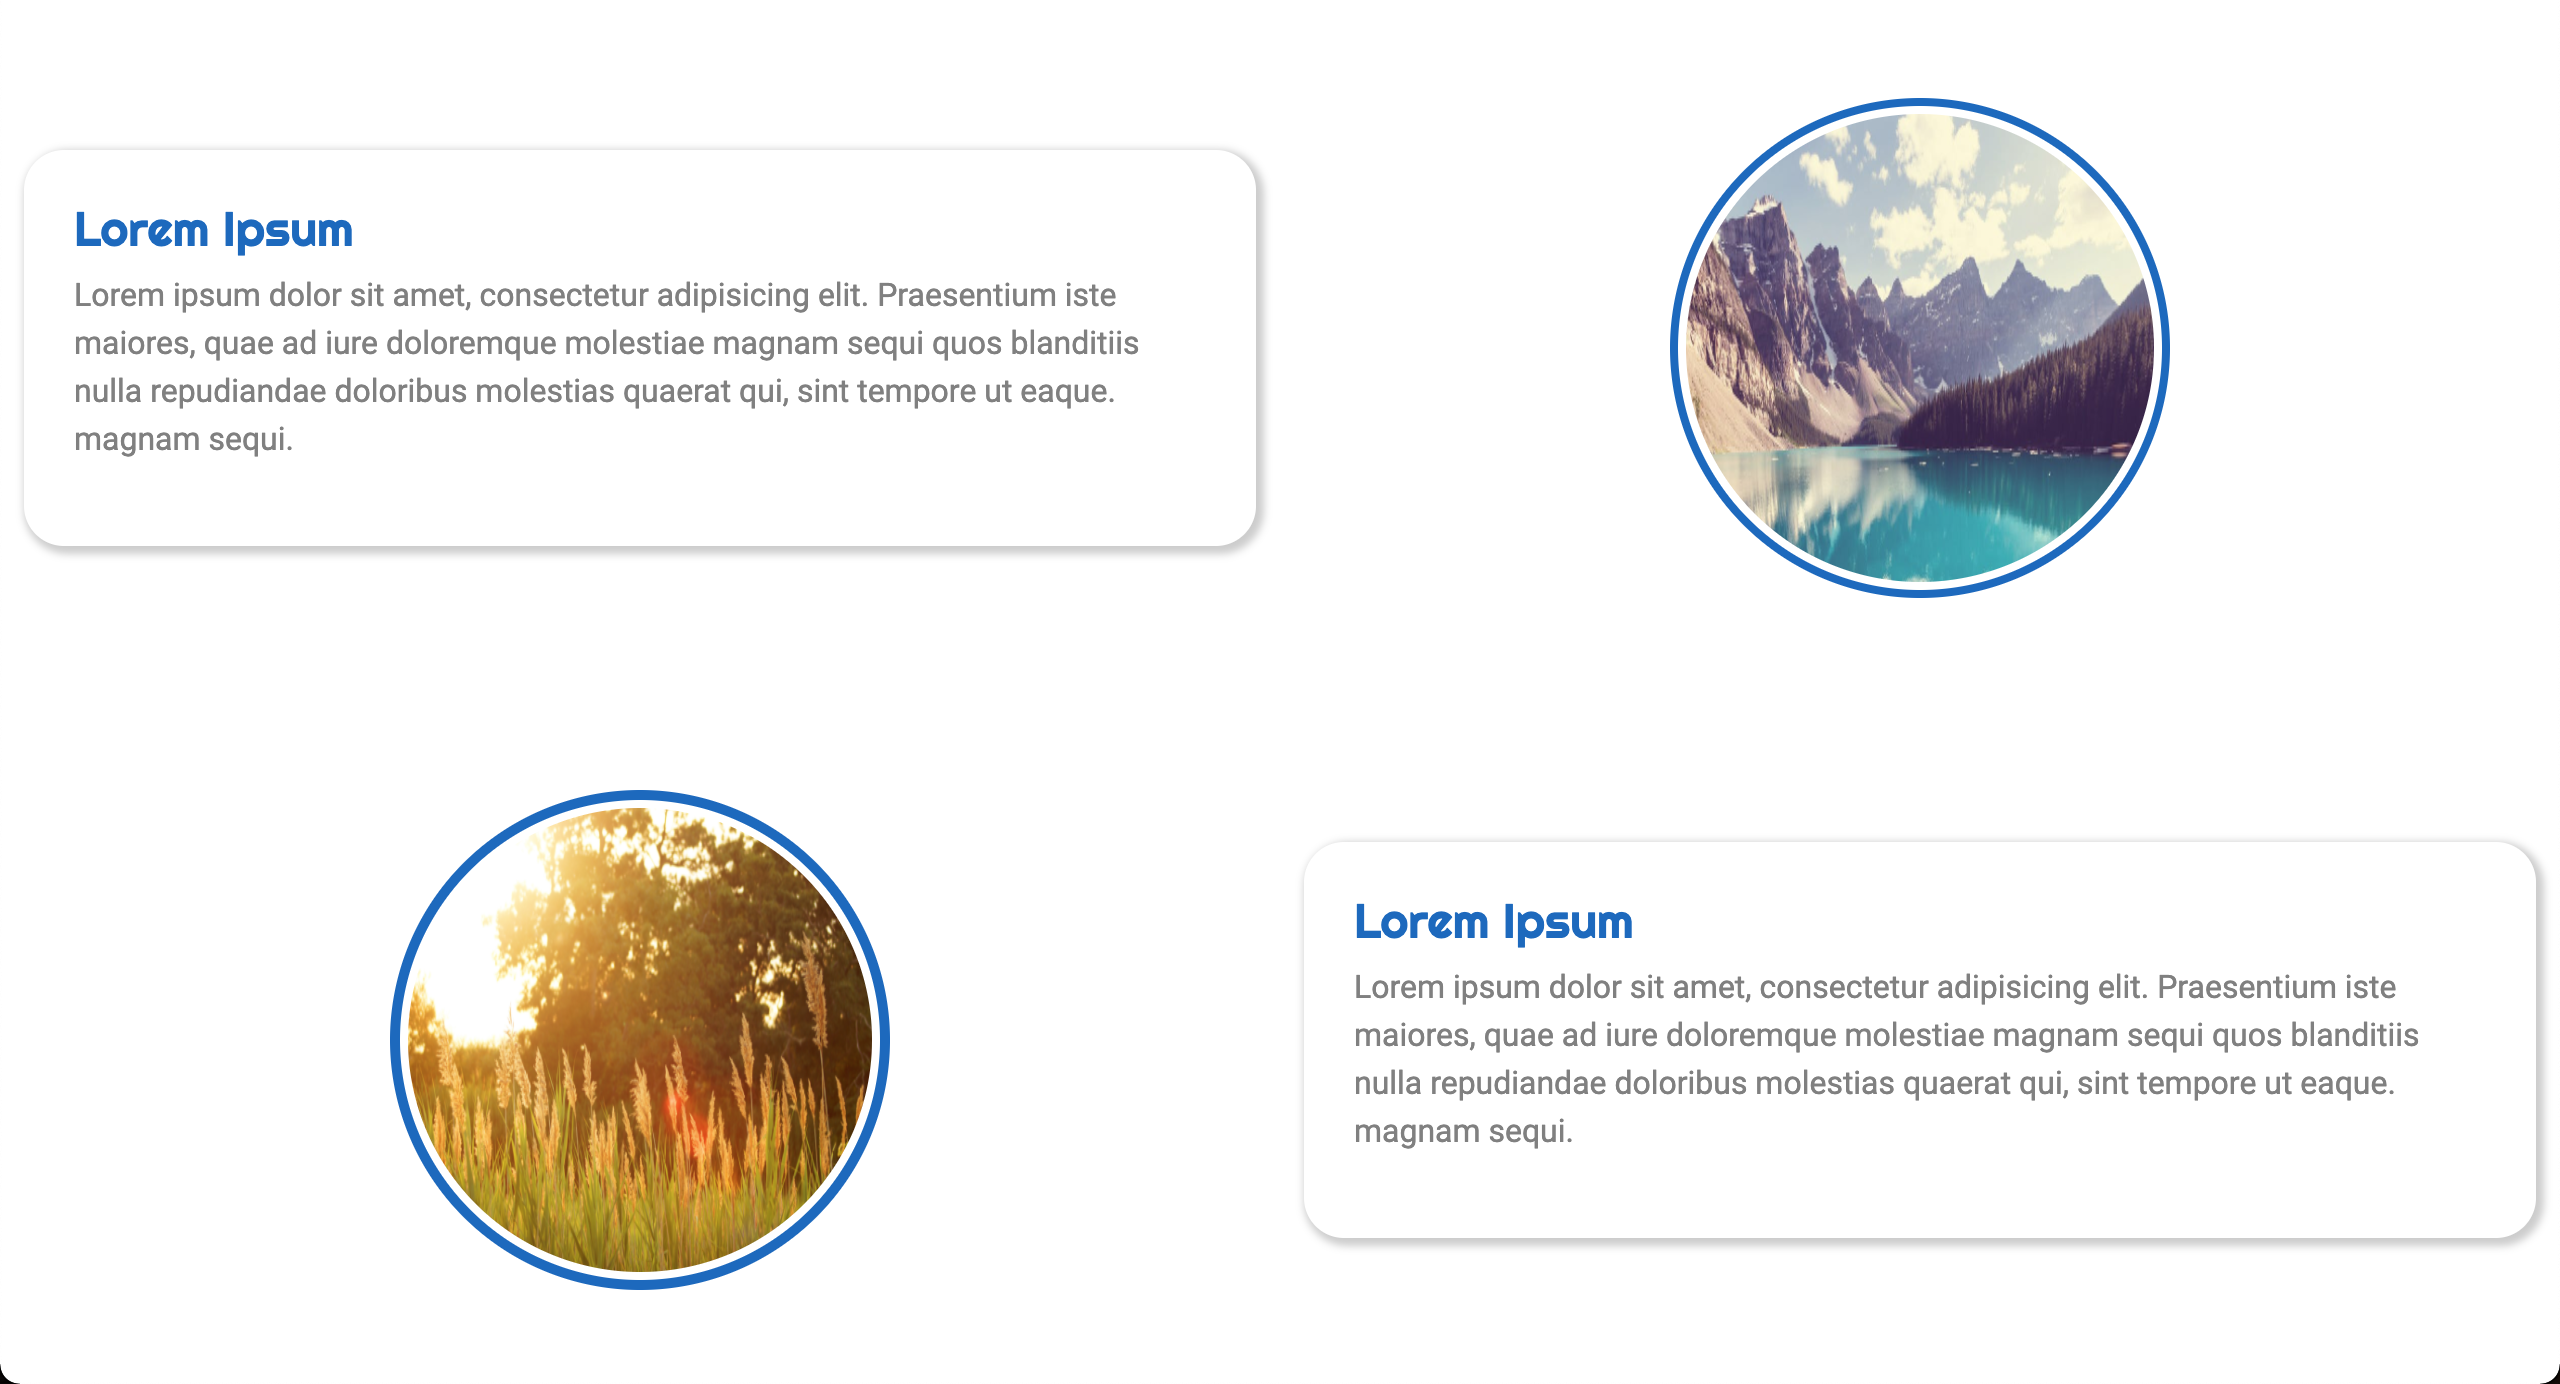 Lorem Ipsum
Lorem ipsum dolor sit amet, consectetur adipisicing elit. Praesentium iste
maiores, quae ad iure doloremque molestiae magnam sequi quos blanditiis
nulla repudiandae doloribus molestias quaerat qui, sint tempore ut eaque.
magnam sequi.
Lorem Ipsum
Lorem ipsum dolor sit amet, consectetur adipisicing elit. Praesentium iste
maiores, quae ad iure doloremque molestiae magnam sequi quos blanditiis
nulla repudiandae doloribus molestias quaerat qui, sint tempore ut eaque.
magnam sequi.